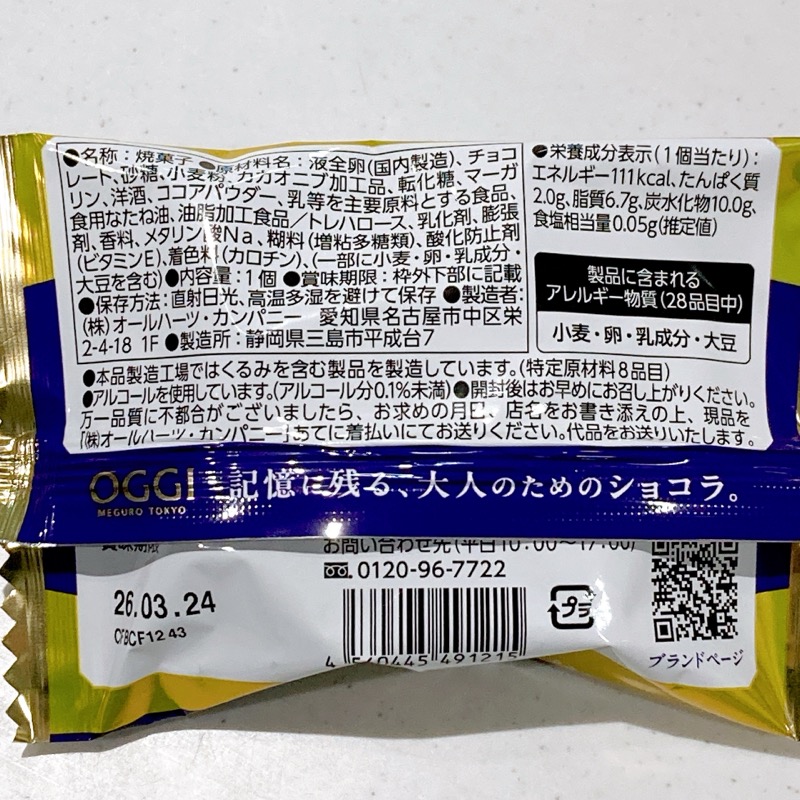 ●名称：焼菓子 ●原材料名：液全卵(国内製造)、チョコ
レート、砂糖、小麦粉、カカオニブ加工品、転化糖、マーガ
リン、洋酒、ココアパウダー、乳等を主要原料とする食品、
食用なたね油、油脂加工食品／トレハロース、乳化剤、膨張
剤、香料、メタリン酸Na、糊料(増粘多糖類)、酸化防止剤
(ビタミンE)、着色料(カロチン)、(一部に小麦・卵・乳成分・
大豆を含む)●内容量：1個 ●賞味期限：枠外下部に記載
●保存方法：直射日光、高温多湿を避けて保存 ●製造者：
(株)オールハーツ・カンパニー 愛知県名古屋市中区栄
2-4-18 1F ●製造所：静岡県三島市平成台7
●栄養成分表示(1個当たり)：
エネルギー111kcal、たんぱく質
2.0g、脂質6.7g、炭水化物10.0g、
食塩相当量0.05g(推定値)
製品に含まれる
アレルギー物質(28品目中)
小麦・卵・乳成分・大豆
●本品製造工場ではくるみを含む製品を製造しています。(特定原材料8品目)
●アルコールを使用しています。(アルコール分0.1%未満)●開封後はお早めにお召し上がりください。
万一品質に不都合がございましたら、お求めの月日、店名をお書き添えの上、現品を
「(株)オールハーツ・カンパニー」あてに着払いにてお送りください。代品をお送りいたします。
OGGI 記憶に残る、大人のためのショコラ。
MEGURO TOKYO
賞味期限
お問い合わせ先(平日10:00～17:00)
0120-96-7722
26.03.24
プラ
4 540445 491215
ブランドページ